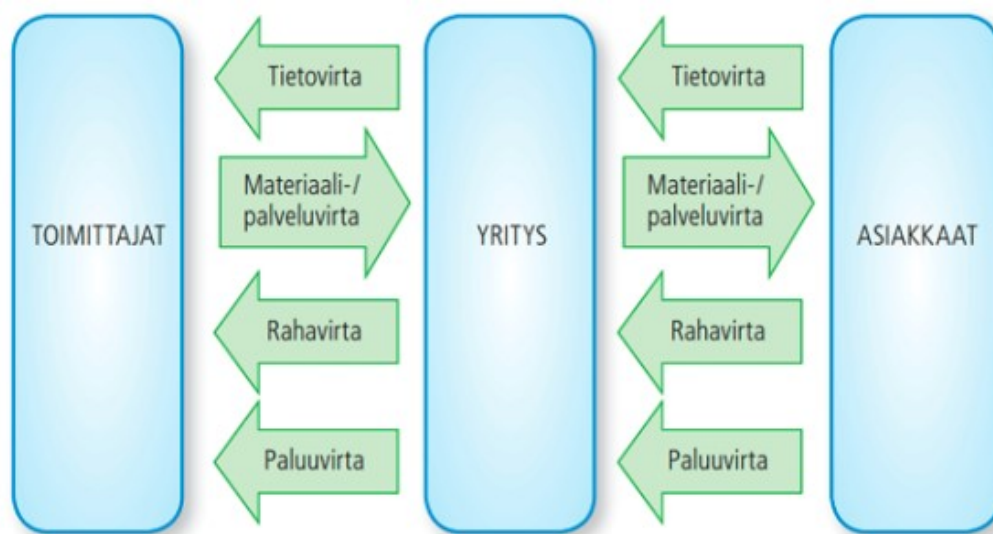 Tietovirta
Tietovirta
Materiaali-/
palveluvirta
Materiaali-/
palveluvirta
TOIMITTAJAT
YRITYS
ASIAKKAAT
Rahavirta
Rahavirta
Paluuvirta
Paluuvirta